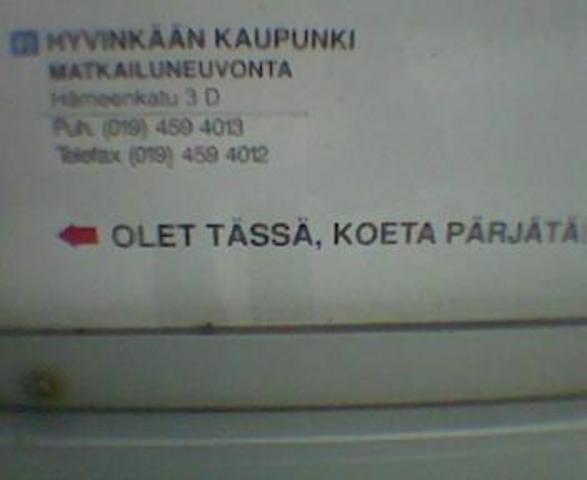 HYVINKÄÄN KAUPUNKI
MATKAILUNEUVONTA
Hämeenkatu 3 D
Puh. (019) 459 4013
Telefax (019) 459 4012
OLET TÄSSÄ, KOETA PÄRJÄTÄ